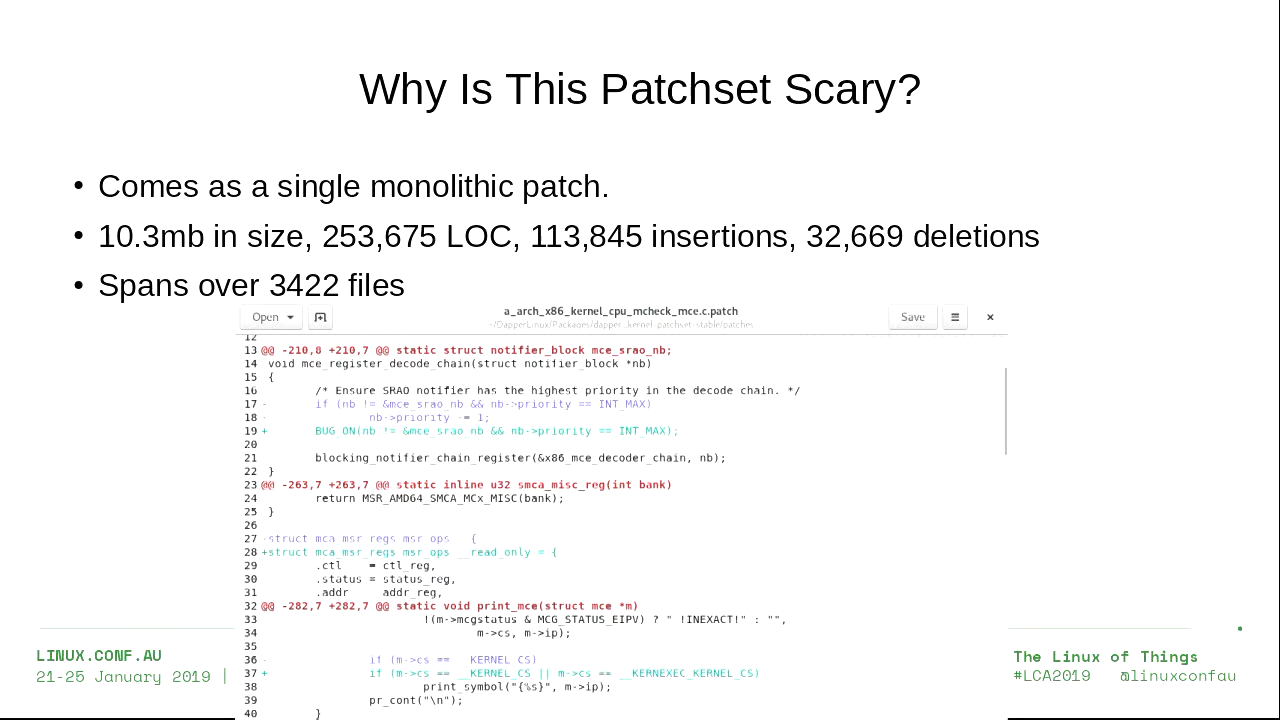 Why Is This Patchset Scary?
• Comes as a single monolithic patch.
• 10.3mb in size, 253,675 LOC, 113,845 insertions, 32,669 deletions
• Spans over 3422 files
Open
a_arch_x86_kernel_cpu_mcheck_mce.c.patch
Save
12
13 @@ -210,8 +210,7 @@ static struct notifier_block mce_srao_nb;
14 void mce_register_decode_chain(struct notifier_block *nb)
15 {
16 /* Ensure SRAO notifier has the highest priority in the decode chain. */
17 - if (nb != &mce_srao_nb && nb->priority == INT_MAX)
18 - nb->priority -= 1;
19 + BUG_ON(nb != &mce_srao_nb && nb->priority == INT_MAX);
20
21 blocking_notifier_chain_register(&x86_mce_decoder_chain, nb);
22 }
23 @@ -263,7 +263,7 @@ static inline u32 smca_misc_reg(int bank)
24 return MSR_AMD64_SMCA_MCx_MISC(bank);
25 }
26
27 -struct mca_msr_regs msr_ops = {
28 +struct mca_msr_regs msr_ops __read_only = {
29 .ctl = ctl_reg,
30 .status = status_reg,
31 .addr = addr_reg,
32 @@ -282,7 +282,7 @@ static void print_mce(struct mce *m)
33 !(m->mcgstatus & MCG_STATUS_EIPV) ? " !INEXACT!" : "",
34 m->cs, m->ip);
35
36 - if (m->cs == __KERNEL_CS)
37 + if (m->cs == __KERNEL_CS || m->cs == __KERNEXEC_KERNEL_CS)
38 print_symbol("{%s}", m->ip);
39 pr_cont("\n");
40 }
LINUX.CONF.AU
21-25 January 2019 |
The Linux of Things
#LCA2019 @linuxconfau